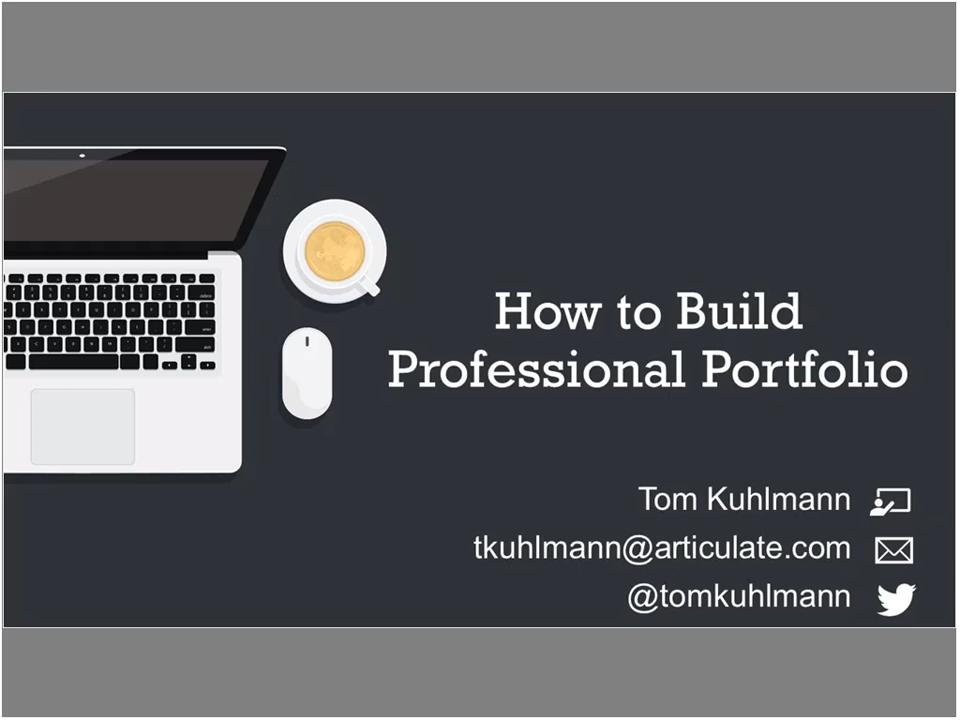 How to Build
Professional Portfolio
Tom Kuhlmann
tkuhlmann@articulate.com
@tomkuhlmann